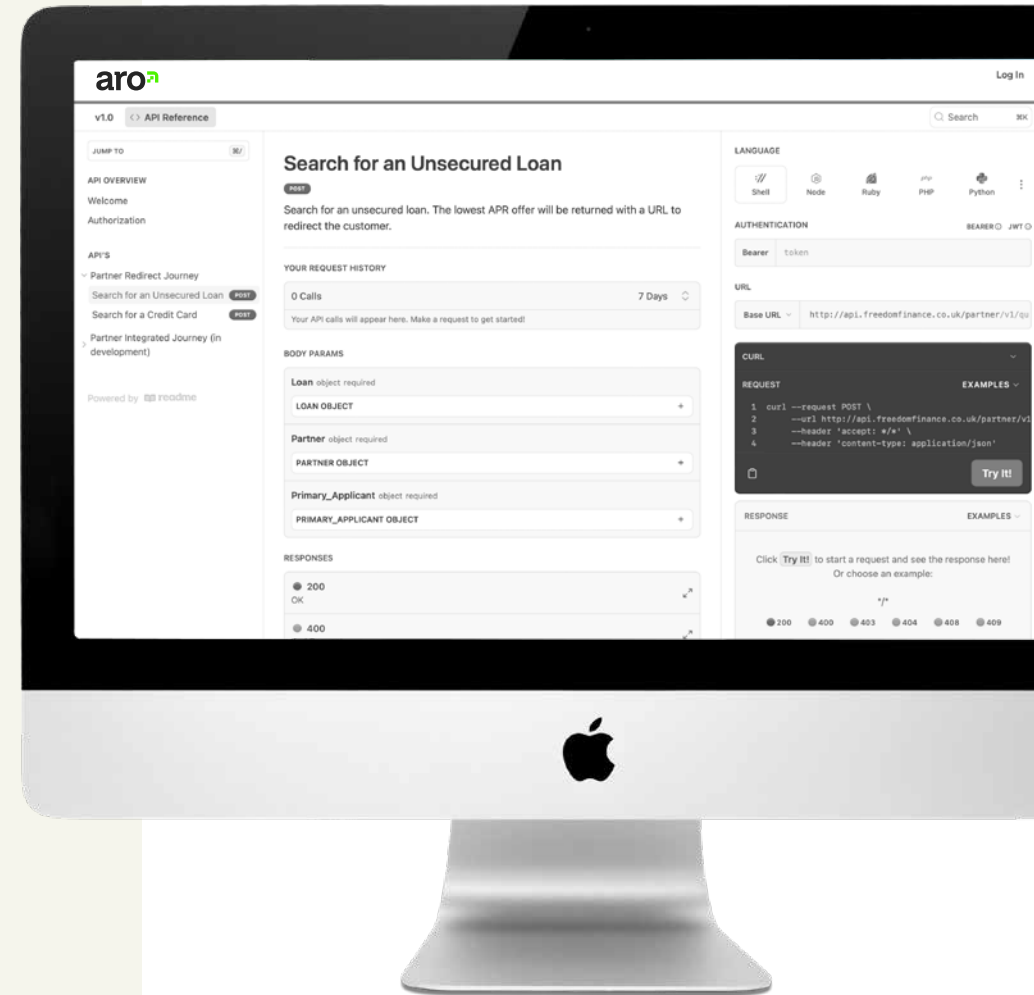 aro
Log In
v1.0
<> API Reference
Search
⌘K
JUMP TO
⌘/
API OVERVIEW
Welcome
Authorization
API'S
Partner Redirect Journey
Search for an Unsecured Loan POST
Search for a Credit Card POST
Partner Integrated Journey (in
development)
Powered by readme
Search for an Unsecured Loan
POST
Search for an unsecured loan. The lowest APR offer will be returned with a URL to
redirect the customer.
YOUR REQUEST HISTORY
0 Calls
7 Days
Your API calls will appear here. Make a request to get started!
BODY PARAMS
Loan object required
LOAN OBJECT +
Partner object required
PARTNER OBJECT +
Primary_Applicant object required
PRIMARY_APPLICANT OBJECT +
RESPONSES
200
OK
400
LANGUAGE
Shell
Node
Ruby
PHP
Python
AUTHENTICATION
BEARER
JWT
Bearer token
URL
Base URL http://api.freedomfinance.co.uk/partner/v1/qu
CURL
REQUEST
EXAMPLES
1 curl --request POST \
2 --url http://api.freedomfinance.co.uk/partner/v1
3 --header 'accept: */*' \
4 --header 'content-type: application/json'
Try It!
RESPONSE
EXAMPLES
Click Try It! to start a request and see the response here!
Or choose an example:
*/*
200 400 403 404 408 409